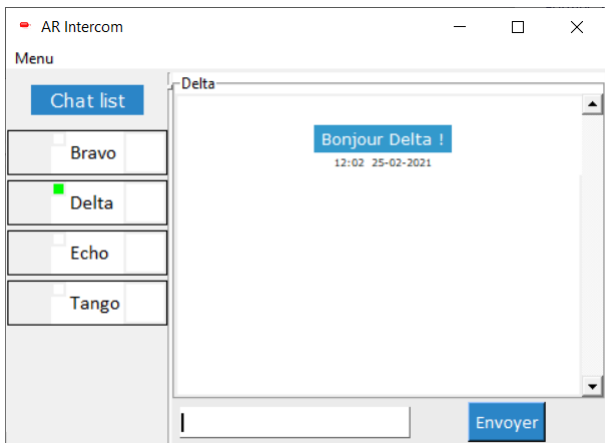 AR Intercom
Menu
Chat list
Bravo
Delta
Echo
Tango
Delta
Bonjour Delta !
12:02 25-02-2021
Envoyer